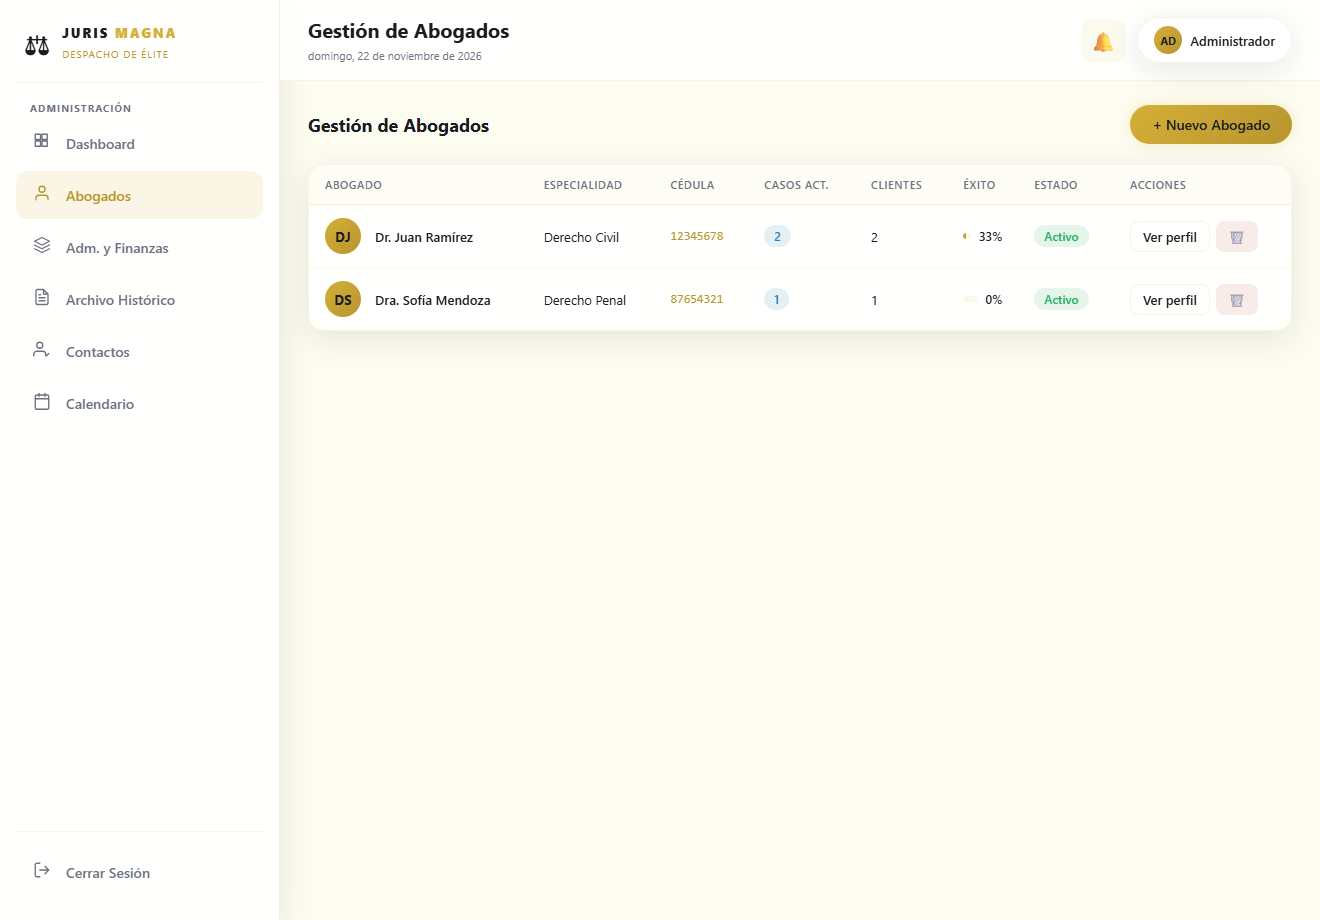 JURIS MAGNA
DESPACHO DE ÉLITE
ADMINISTRACIÓN
Dashboard
Abogados
Adm. y Finanzas
Archivo Histórico
Contactos
Calendario
Cerrar Sesión
Gestión de Abogados
domingo, 22 de noviembre de 2026
AD Administrador
Gestión de Abogados
+ Nuevo Abogado
ABOGADO ESPECIALIDAD CÉDULA CASOS ACT. CLIENTES ÉXITO ESTADO ACCIONES
DJ Dr. Juan Ramírez Derecho Civil 12345678 2 2 33% Activo Ver perfil
DS Dra. Sofía Mendoza Derecho Penal 87654321 1 1 0% Activo Ver perfil